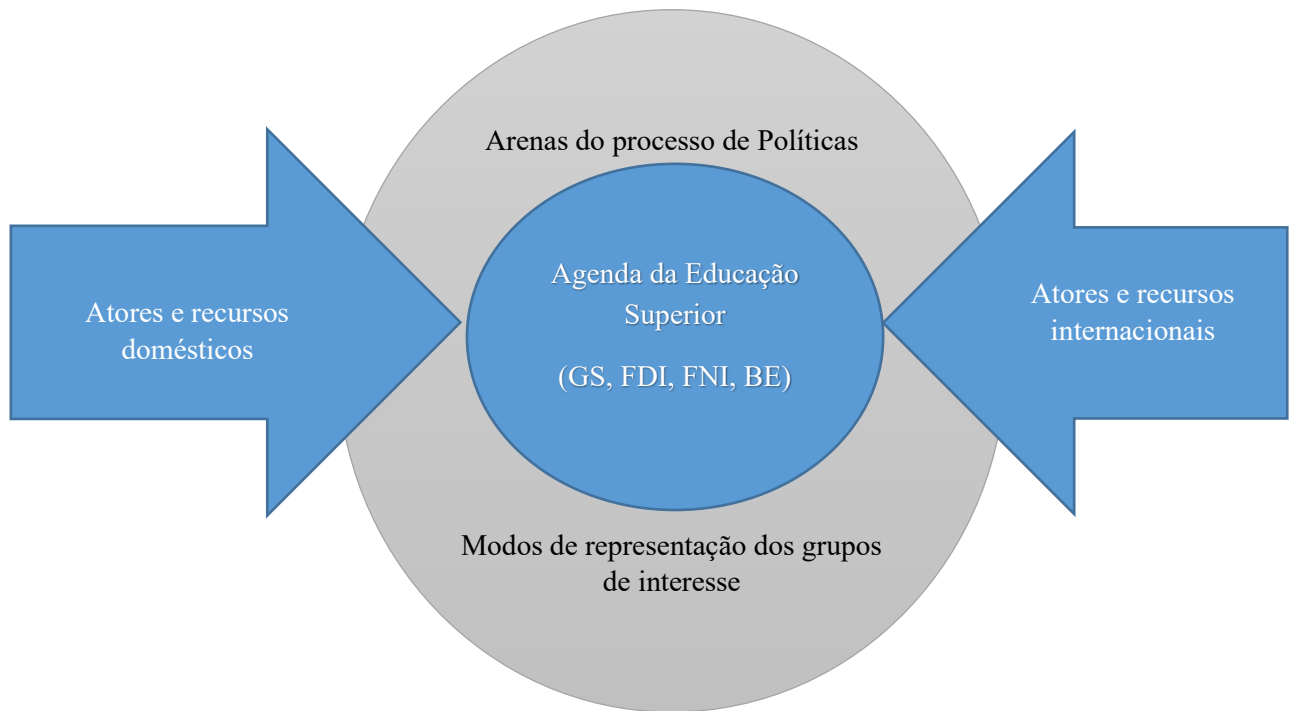 Arenas do processo de Políticas
Atores e recursos
domésticos
Agenda da Educação
Superior
(GS, FDI, FNI, BE)
Atores e recursos
internacionais
Modos de representação dos grupos
de interesse